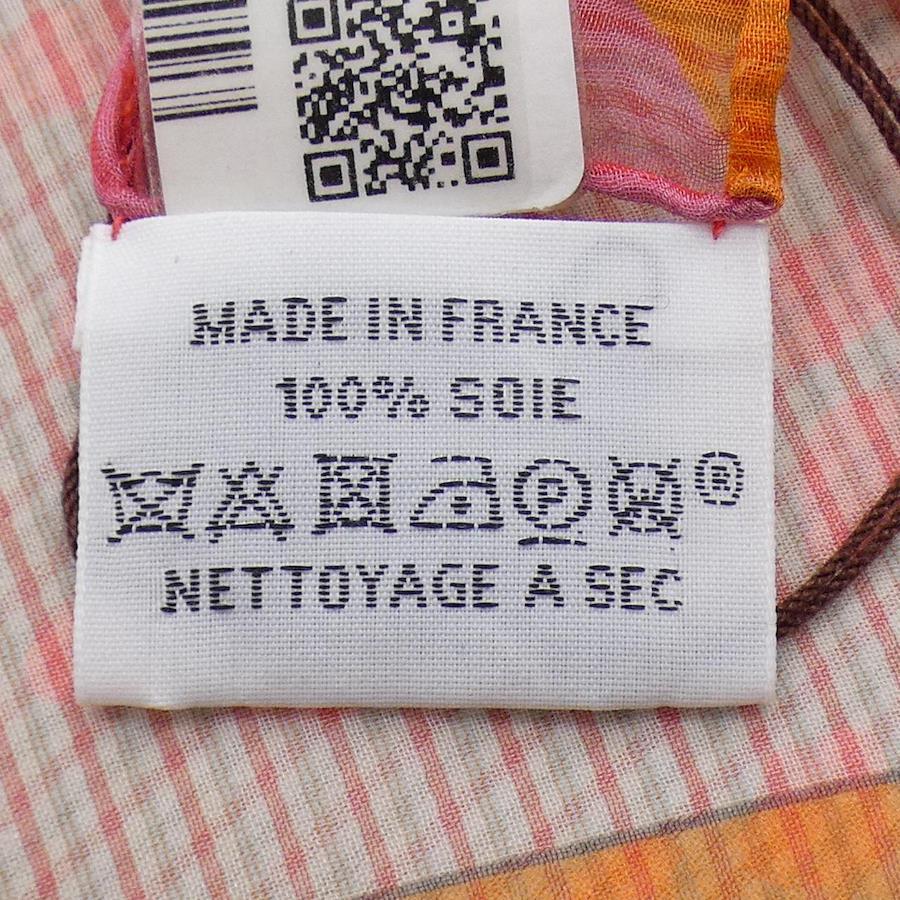 MADE IN FRANCE
100% SOIE
P ®
NETTOYAGE A SEC